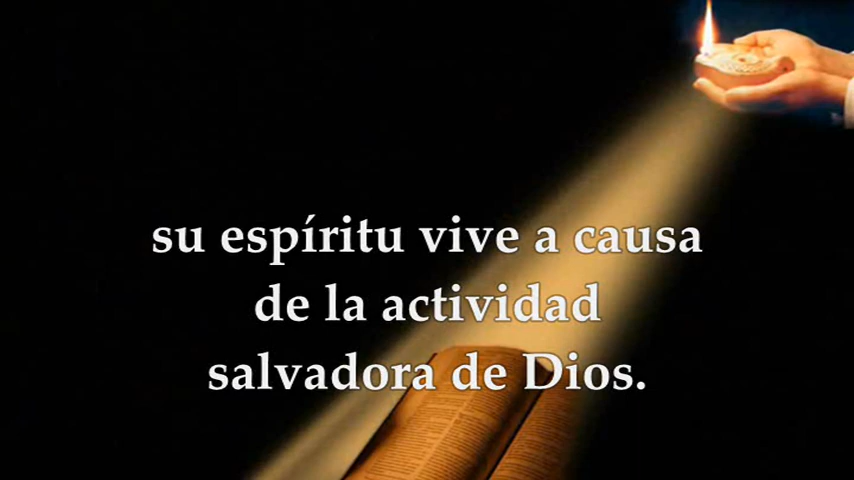 su espíritu vive a causa
de la actividad
salvadora de Dios.